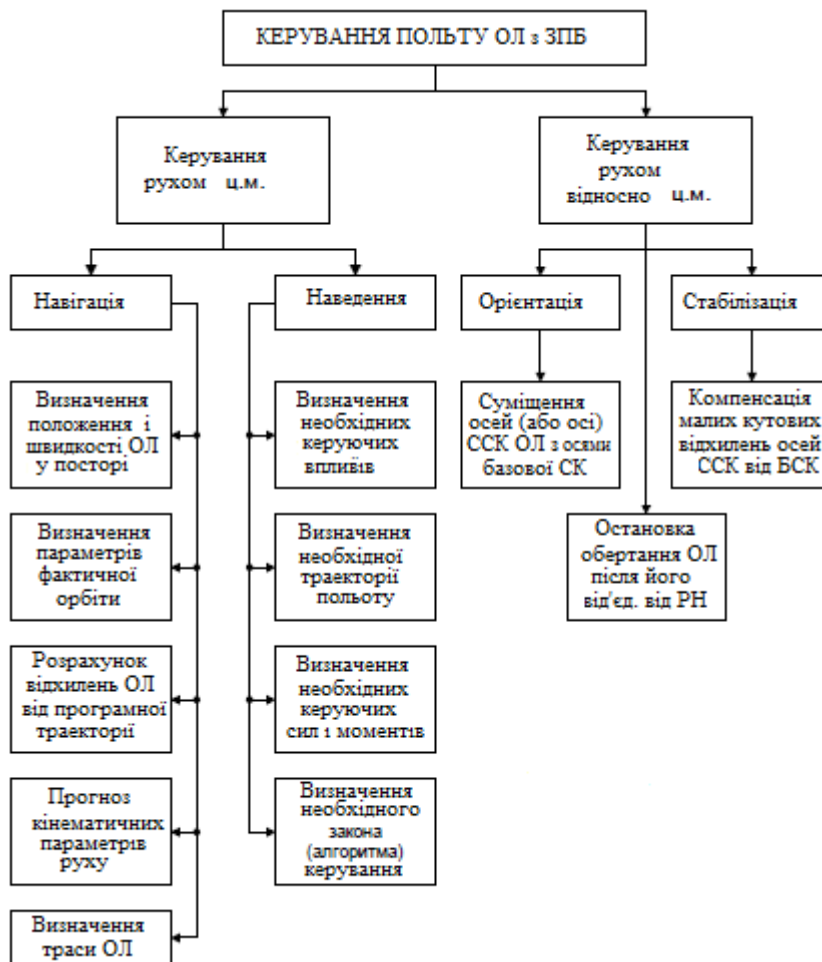 КЕРУВАННЯ ПОЛЬТУ ОЛ з ЗПБ
Керування
рухом ц.м.
Керування
рухом
відносно ц.м.
Навігація
Наведення
Орієнтація
Стабілізація
Визначення
положення і
швидкості ОЛ
у посторі
Визначення
параметрів
фактичної
орбіти
Розрахунок
відхилень ОЛ
від програмної
траекторії
Прогноз
кінематичних
параметрів
руху
Визначення
траси ОЛ
Визначення
необхідних
керуючих
впливів
Визначення
необхідної
траекторії
польоту
Визначення
необхідних
керуючих
сил і моментів
Визначення
необхідного
закона
(алгоритма)
керування
Суміщення
осей (або осі)
ССК ОЛ з осями
базової СК
Компенсація
малих кутових
відхилень осей
ССК від БСК
Остановка
обертання ОЛ
після його
від'єд. від РН